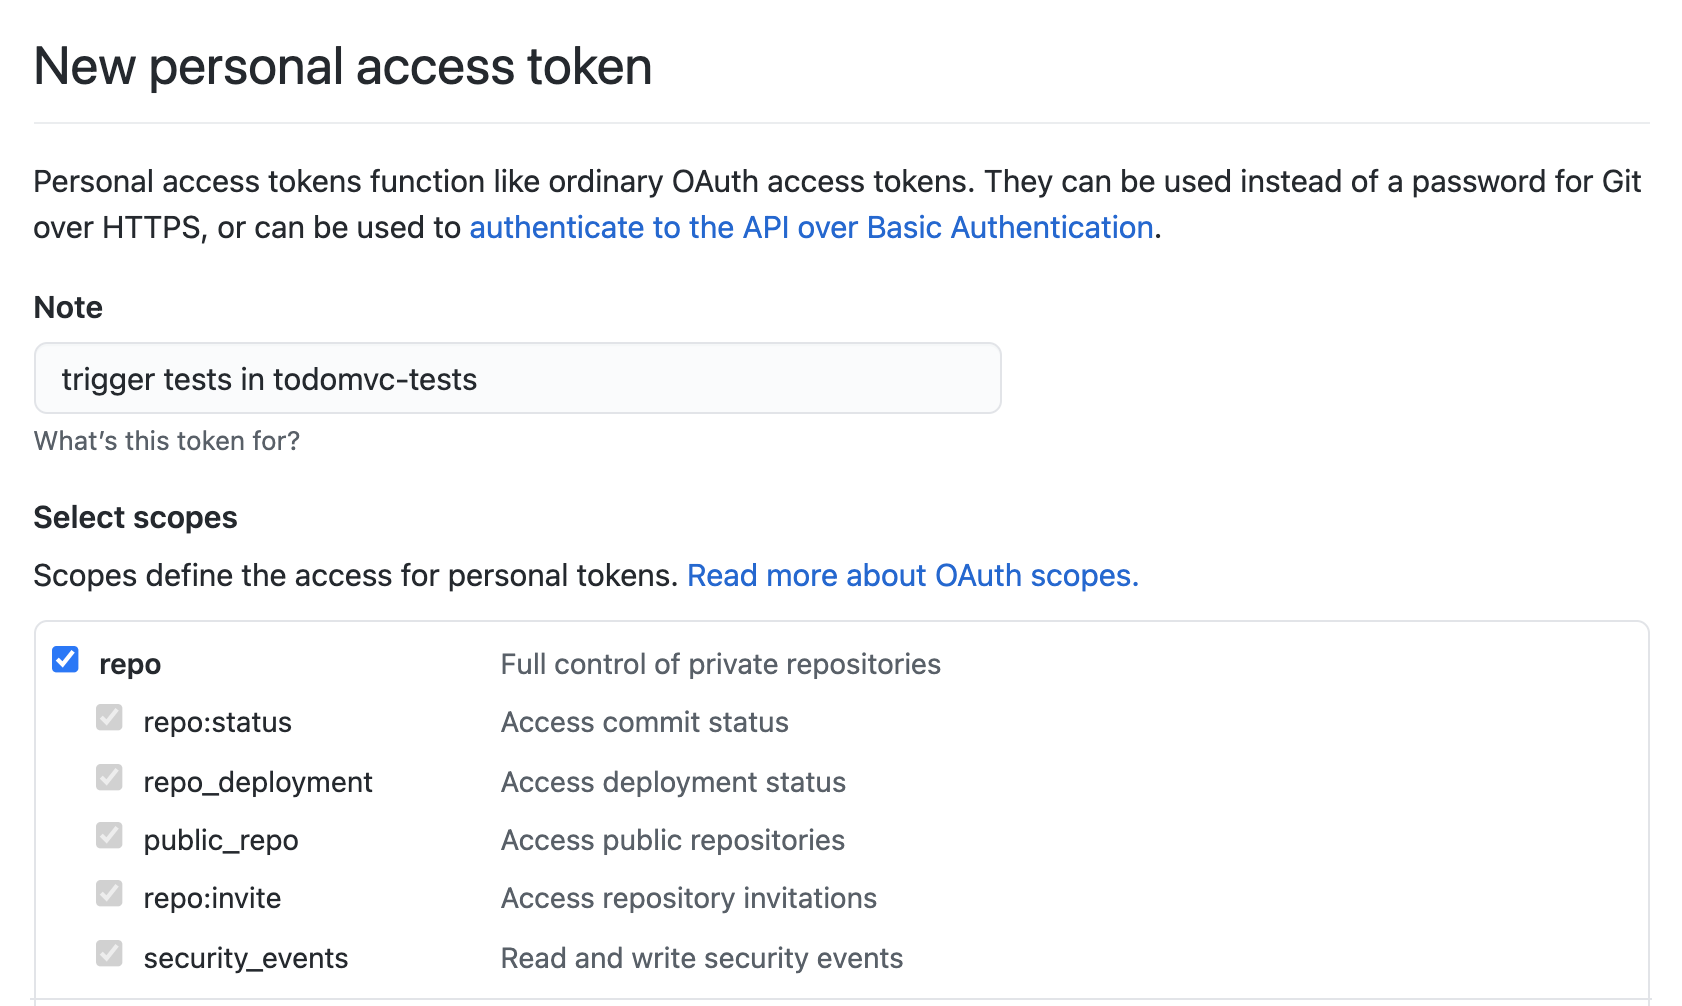 New personal access token
Personal access tokens function like ordinary OAuth access tokens. They can be used instead of a password for Git
over HTTPS, or can be used to authenticate to the API over Basic Authentication.
Note
trigger tests in todomvc-tests
What’s this token for?
Select scopes
Scopes define the access for personal tokens. Read more about OAuth scopes.
repo Full control of private repositories
repo:status Access commit status
repo_deployment Access deployment status
public_repo Access public repositories
repo:invite Access repository invitations
security_events Read and write security events